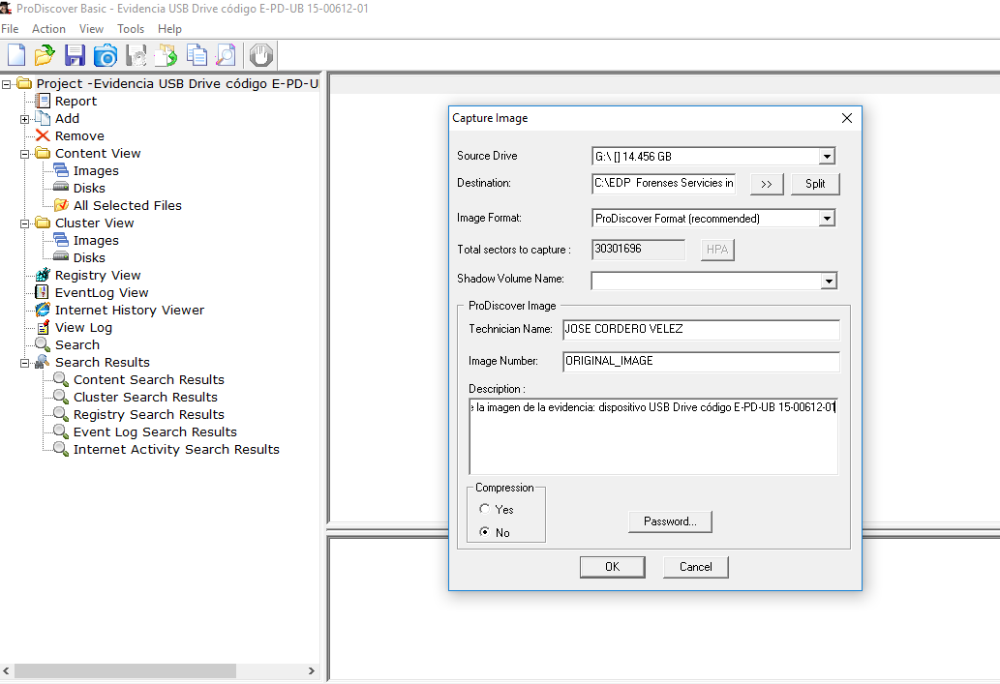 ProDiscover Basic - Evidencia USB Drive código E-PD-UB 15-00612-01
File Action View Tools Help
Project -Evidencia USB Drive código E-PD-U
Report
Add
Remove
Content View
Images
Disks
All Selected Files
Cluster View
Images
Disks
Registry View
EventLog View
Internet History Viewer
View Log
Search
Search Results
Content Search Results
Cluster Search Results
Registry Search Results
Event Log Search Results
Internet Activity Search Results
Capture Image
Source Drive G:\ [] 14.456 GB
Destination: C:\EDP Forenses Servicies in >> Split
Image Format: ProDiscover Format (recommended)
Total sectors to capture : 30301696 HPA
Shadow Volume Name:
ProDiscover Image
Technician Name: JOSE CORDERO VELEZ
Image Number: ORIGINAL_IMAGE
Description :
e la imagen de la evidencia: dispositivo USB Drive código E-PD-UB 15-00612-01
Compression
Yes
No
Password...
OK Cancel